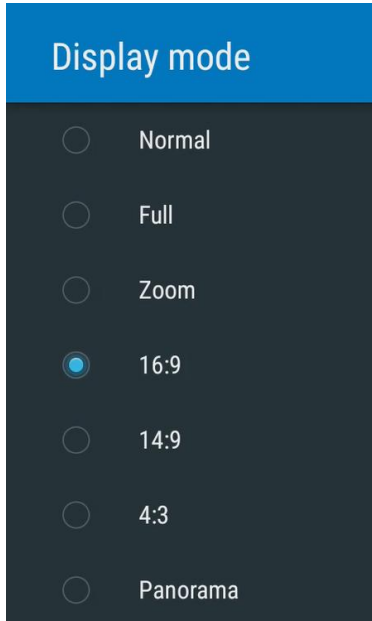 Display mode
Normal
Full
Zoom
16:9
14:9
4:3
Panorama